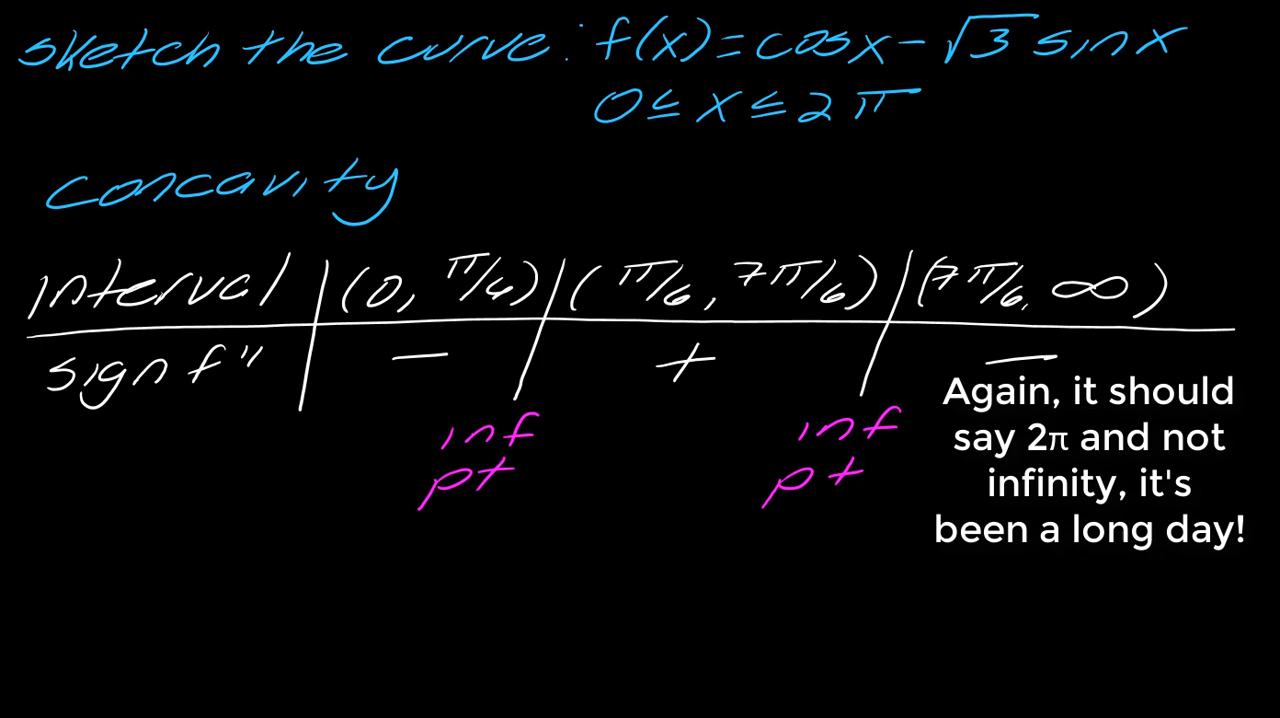 sketch the curve: f(x)=cosx-√3 sinx
0≤x≤2π
concavity
interval | (0, π/6) | (π/6, 7π/6) | (7π/6, ∞)
sign f'' | - | + | -
inf pt inf pt
Again, it should
say 2π and not
infinity, it's
been a long day!